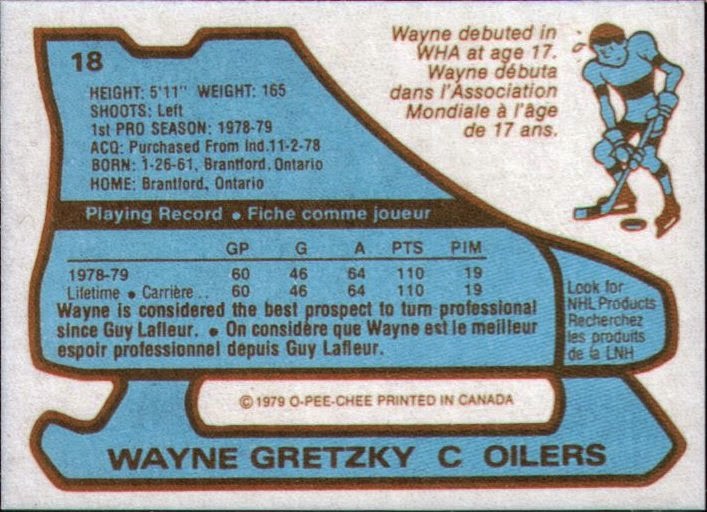 18
Wayne debuted in
WHA at age 17.
Wayne débuta
dans l'Association
Mondiale à l'âge
de 17 ans.
HEIGHT: 5'11" WEIGHT: 165
SHOOTS: Left
1st PRO SEASON: 1978-79
ACQ: Purchased From Ind.11-2-78
BORN: 1-26-61, Brantford, Ontario
HOME: Brantford, Ontario
Playing Record • Fiche comme joueur
GP G A PTS PIM
1978-79 60 46 64 110 19
Lifetime • Carrière .. 60 46 64 110 19
Wayne is considered the best prospect to turn professional
since Guy Lafleur. • On considère que Wayne est le meilleur
espoir professionnel depuis Guy Lafleur.
Look for
NHL Products
Recherchez
les produits
de la LNH
© 1979 O-PEE-CHEE PRINTED IN CANADA
WAYNE GRETZKY C OILERS